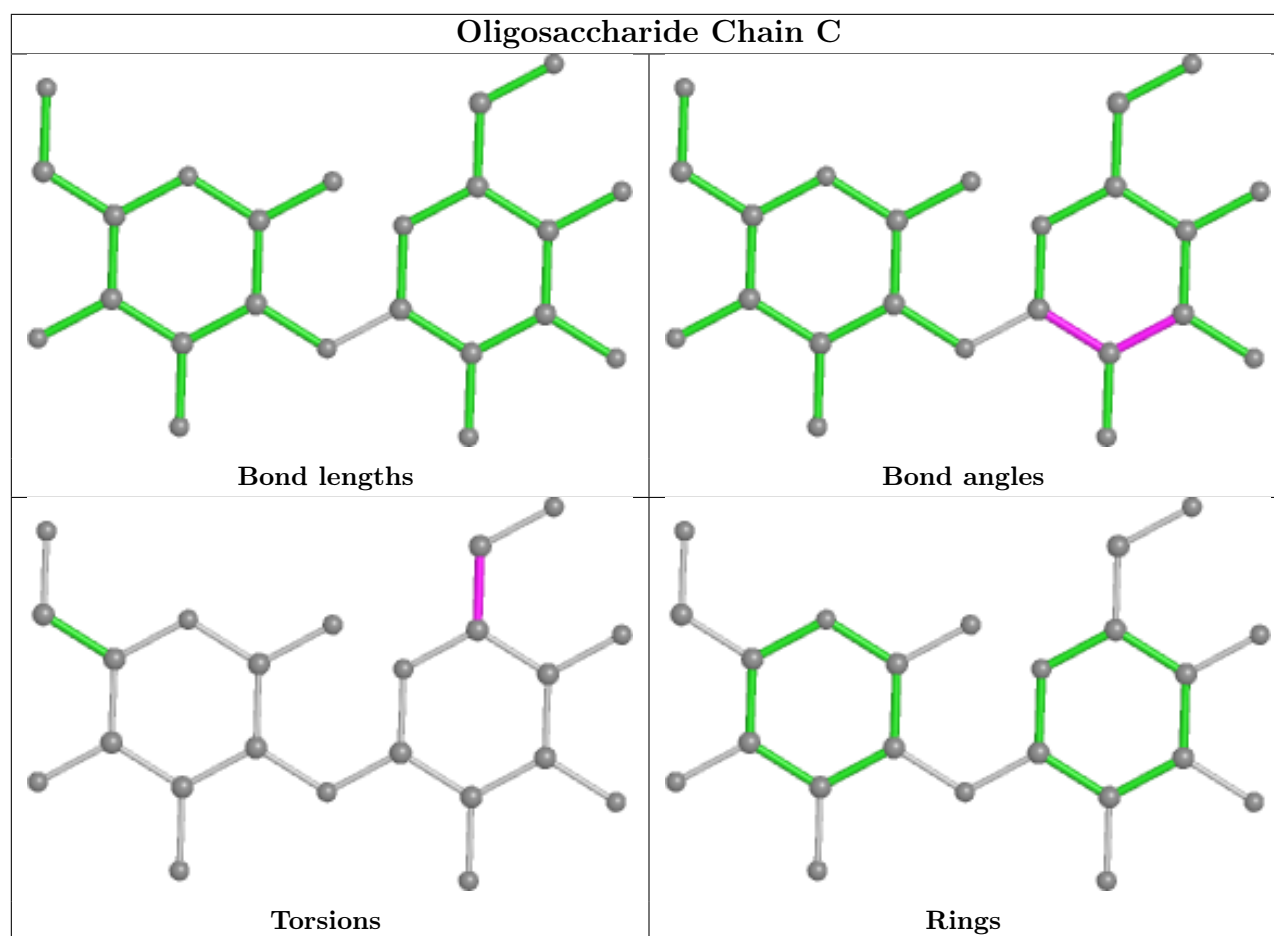 Oligosaccharide Chain C
Bond lengths
Bond angles
Torsions
Rings